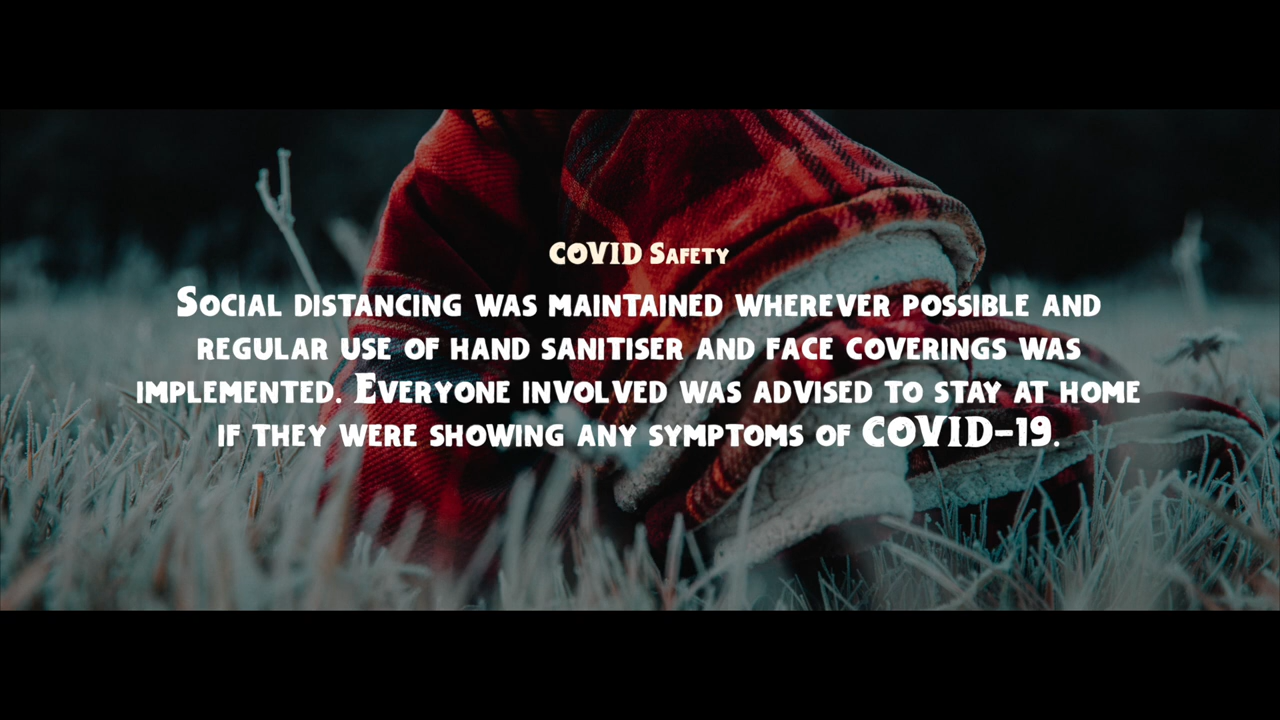 COVID Safety
Social distancing was maintained wherever possible and
regular use of hand sanitiser and face coverings was
implemented. Everyone involved was advised to stay at home
if they were showing any symptoms of COVID-19.